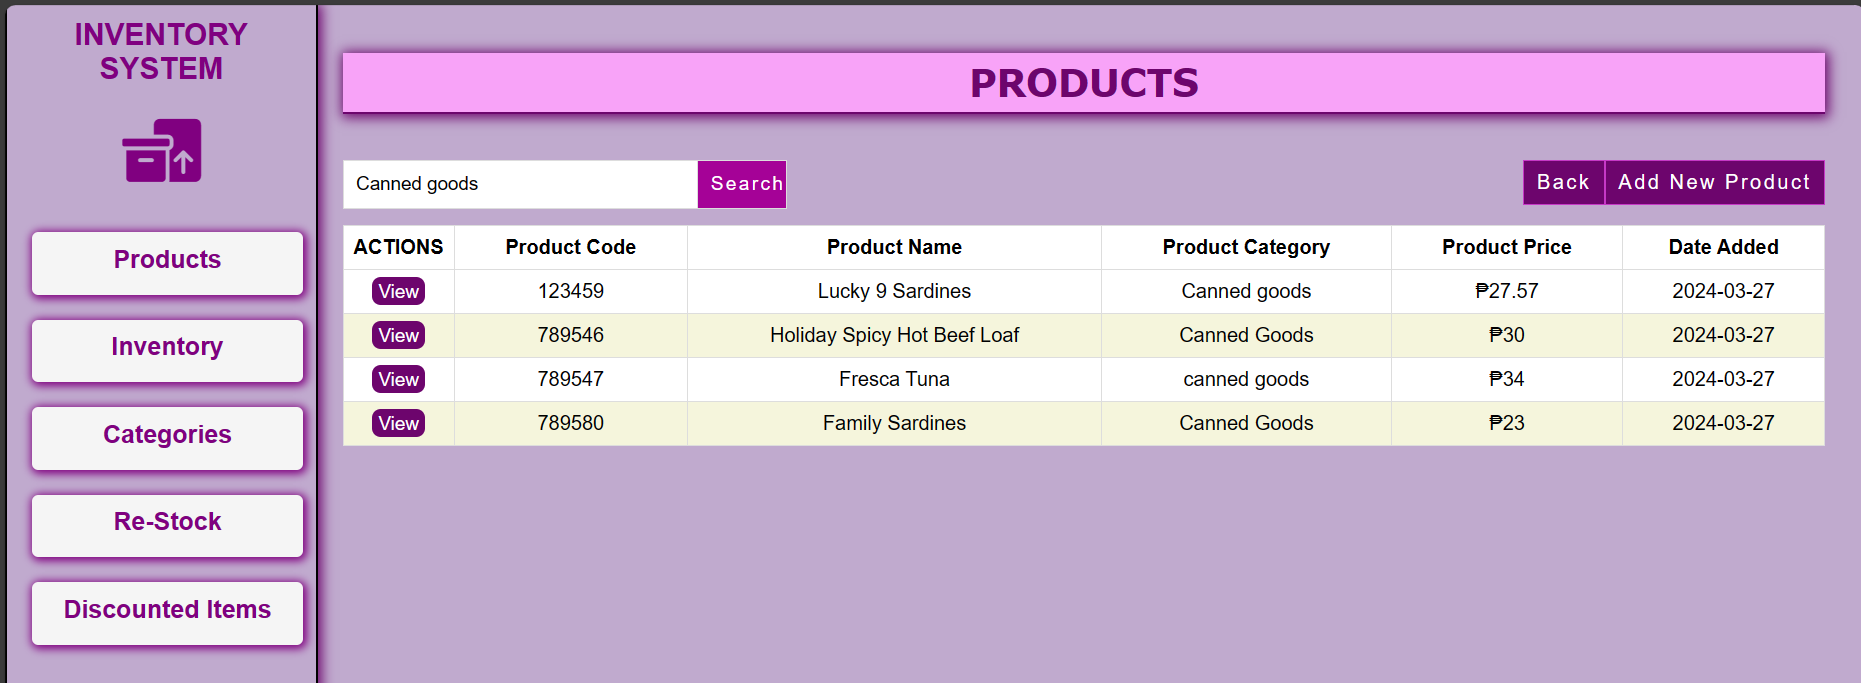 INVENTORY
SYSTEM
Products
Inventory
Categories
Re-Stock
Discounted Items
PRODUCTS
Canned goods Search Back Add New Product
ACTIONS Product Code Product Name Product Category Product Price Date Added
View 123459 Lucky 9 Sardines Canned goods ₱27.57 2024-03-27
View 789546 Holiday Spicy Hot Beef Loaf Canned Goods ₱30 2024-03-27
View 789547 Fresca Tuna canned goods ₱34 2024-03-27
View 789580 Family Sardines Canned Goods ₱23 2024-03-27